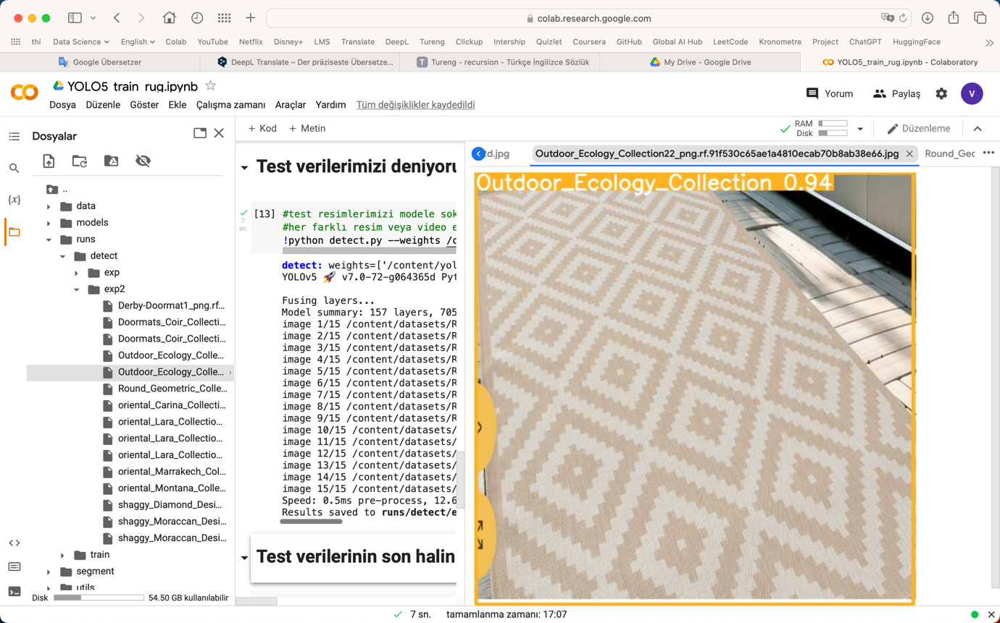 colab.research.google.com
thi Data Science English Colab YouTube Netflix Disney+ LMS Translate DeepL Tureng Clickup Intership Quizlet Coursera GitHub Global AI Hub LeetCode Kronometre Project ChatGPT HuggingFace
Google Übersetzer
DeepL Translate – Der präziseste Übersetze...
T Tureng - recursion - Türkçe İngilizce Sözlük
My Drive - Google Drive
YOLO5_train_rug.ipynb - Colaboratory
YOLO5_train_rug.ipynb
Dosya Düzenle Göster Ekle Çalışma zamanı Araçlar Yardım Tüm değişiklikler kaydedildi
Yorum Paylaş V
Dosyalar
..
data
models
runs
detect
exp
exp2
Derby-Doormat1_png.rf...
Doormats_Coir_Collecti...
Doormats_Coir_Collecti...
Outdoor_Ecology_Colle...
Outdoor_Ecology_Colle...
Round_Geometric_Colle...
oriental_Carina_Collecti...
oriental_Lara_Collectio...
oriental_Lara_Collectio...
oriental_Lara_Collectio...
oriental_Marrakech_Col...
oriental_Montana_Colle...
shaggy_Diamond_Desi...
shaggy_Moraccan_Desi...
shaggy_Moraccan_Desi...
train
segment
utils
Disk 54.50 GB kullanılabilir
+ Kod + Metin
RAM
Disk
Düzenleme
Test verilerimizi deniyoru
[13] #test resimlerimizi modele sok
7
sn.
#her farklı resim veya video e
!python detect.py --weights /c
detect: weights=['/content/yol
YOLOv5 🚀 v7.0-72-g064365d Pyt
Fusing layers...
Model summary: 157 layers, 705
image 1/15 /content/datasets/R
image 2/15 /content/datasets/R
image 3/15 /content/datasets/R
image 4/15 /content/datasets/R
image 5/15 /content/datasets/R
image 6/15 /content/datasets/R
image 7/15 /content/datasets/R
image 8/15 /content/datasets/R
image 9/15 /content/datasets/R
image 10/15 /content/datasets/
image 11/15 /content/datasets/
image 12/15 /content/datasets/
image 13/15 /content/datasets/
image 14/15 /content/datasets/
image 15/15 /content/datasets/
Speed: 0.5ms pre-process, 12.6
Results saved to runs/detect/e
Test verilerinin son halin
d.jpg
Outdoor_Ecology_Collection22_png.rf.91f530c65ae1a4810ecab70b8ab38e66.jpg
Round_Gec
Outdoor_Ecology_Collection 0.94
7 sn. tamamlanma zamanı: 17:07